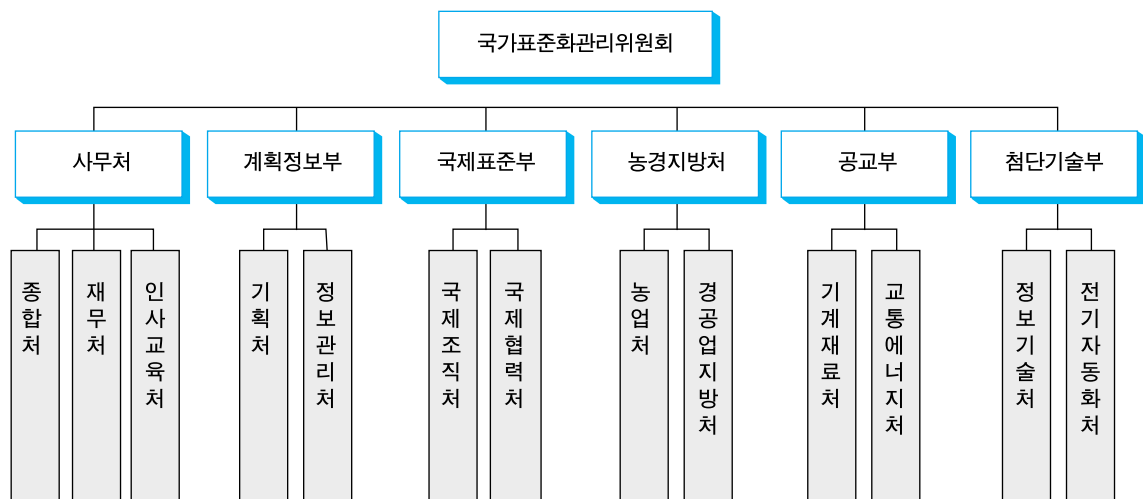 국가표준화관리위원회
사무처
계획정보부
국제표준부
농경지방처
공교부
첨단기술부
종합처
재무처
인사교육처
기획처
정보관리처
국제조직처
국제협력처
농업처
경공업지방처
기계재료처
교통에너지처
정보기술처
전기자동화처